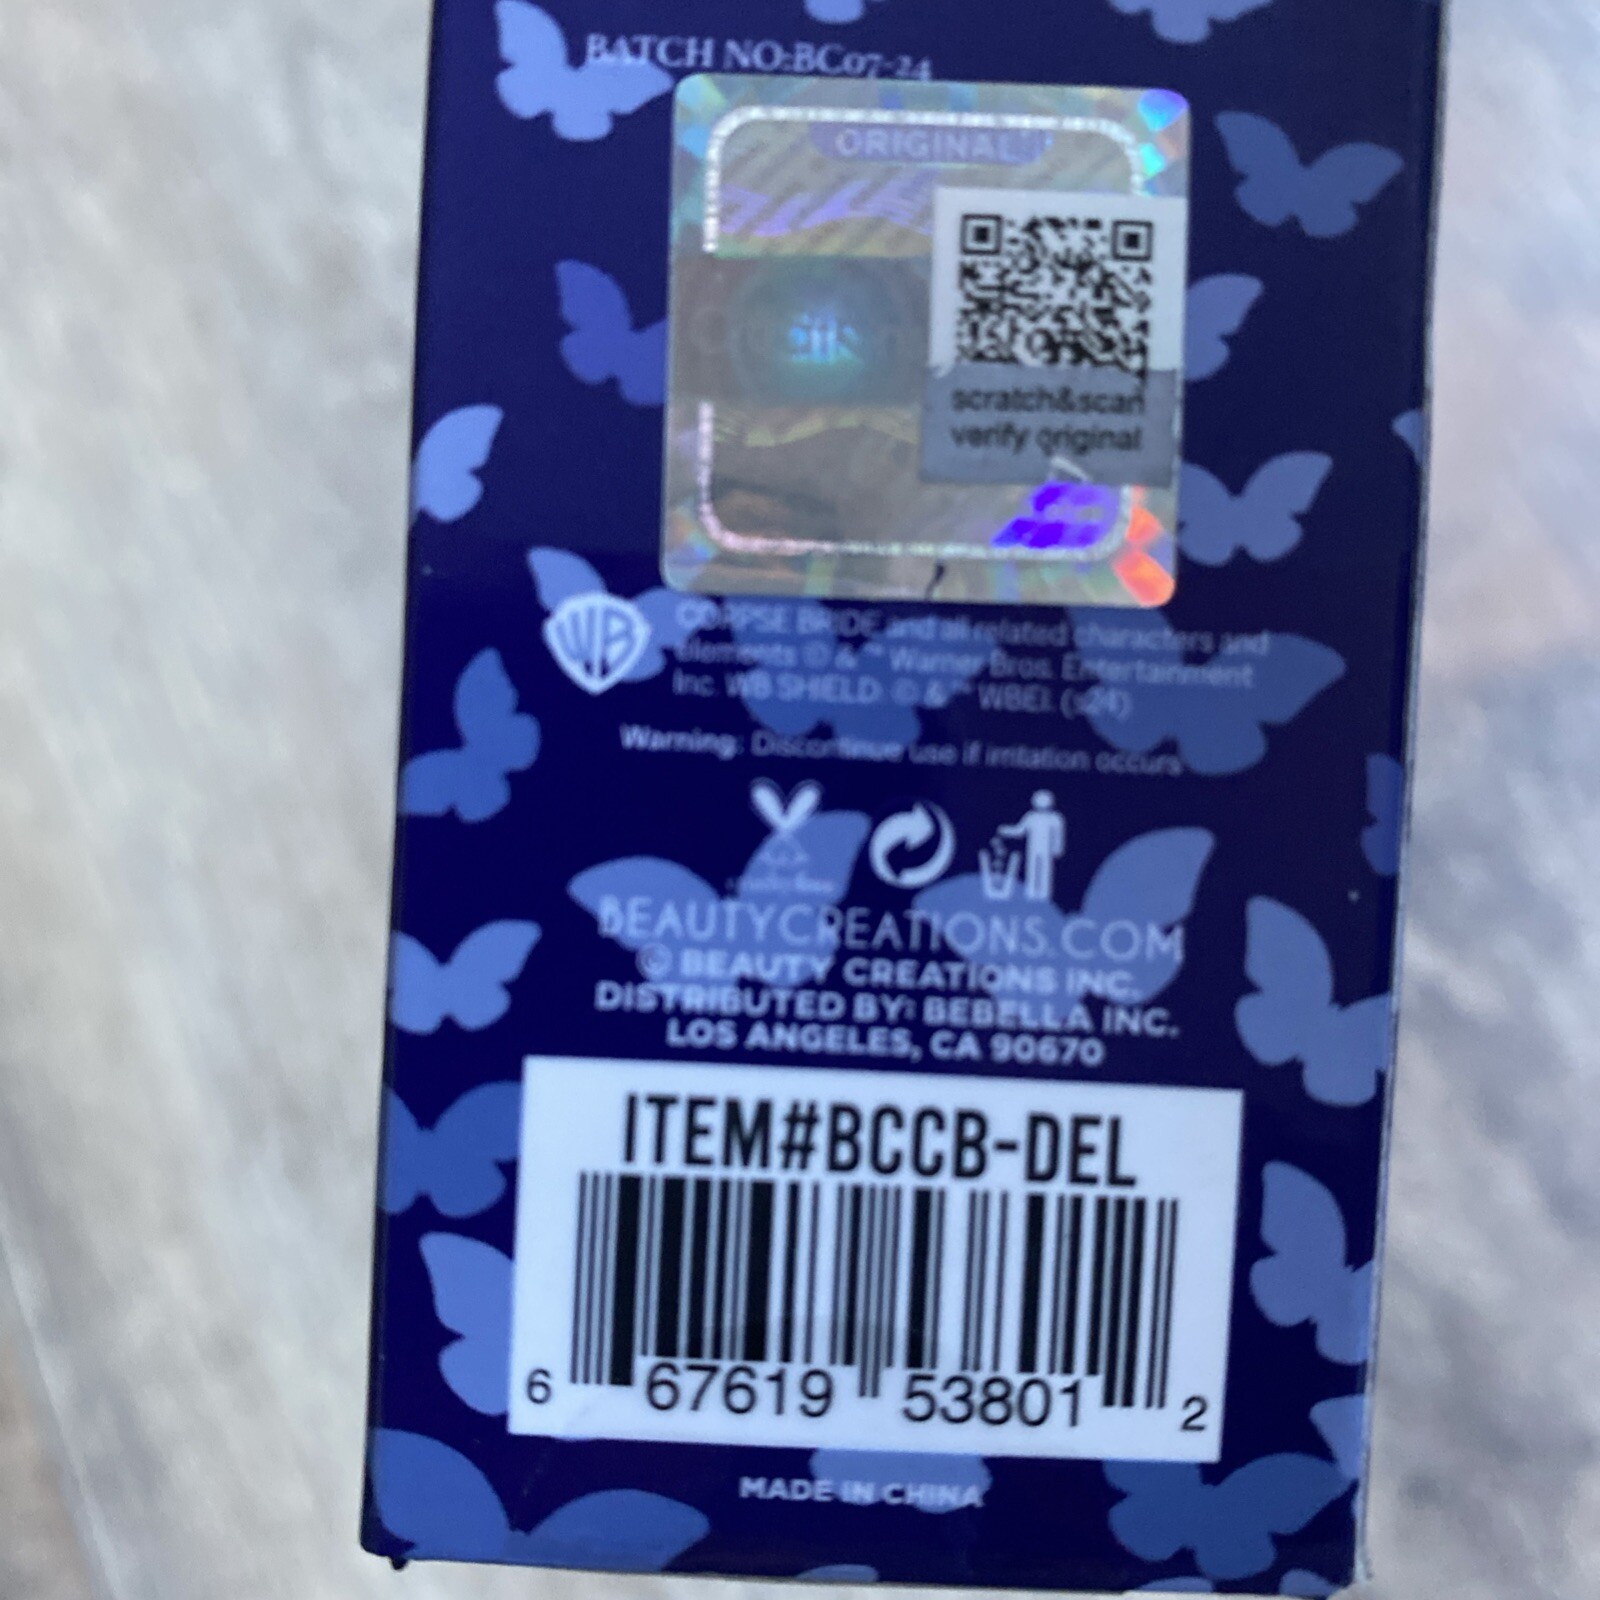 BATCH NO:BC07-24
ORIGINAL
scratch&scan
verify original
WB
CORPSE BRIDE and all related characters and
elements © & ™ Warner Bros. Entertainment
Inc. WB SHIELD: © & ™ WBEI. (s24)
Warning: Discontinue use if irritation occurs
BEAUTYCREATIONS.COM
© BEAUTY CREATIONS INC.
DISTRIBUTED BY: BEBELLA INC.
LOS ANGELES, CA 90670
ITEM#BCCB-DEL
6 67619 53801 2
MADE IN CHINA